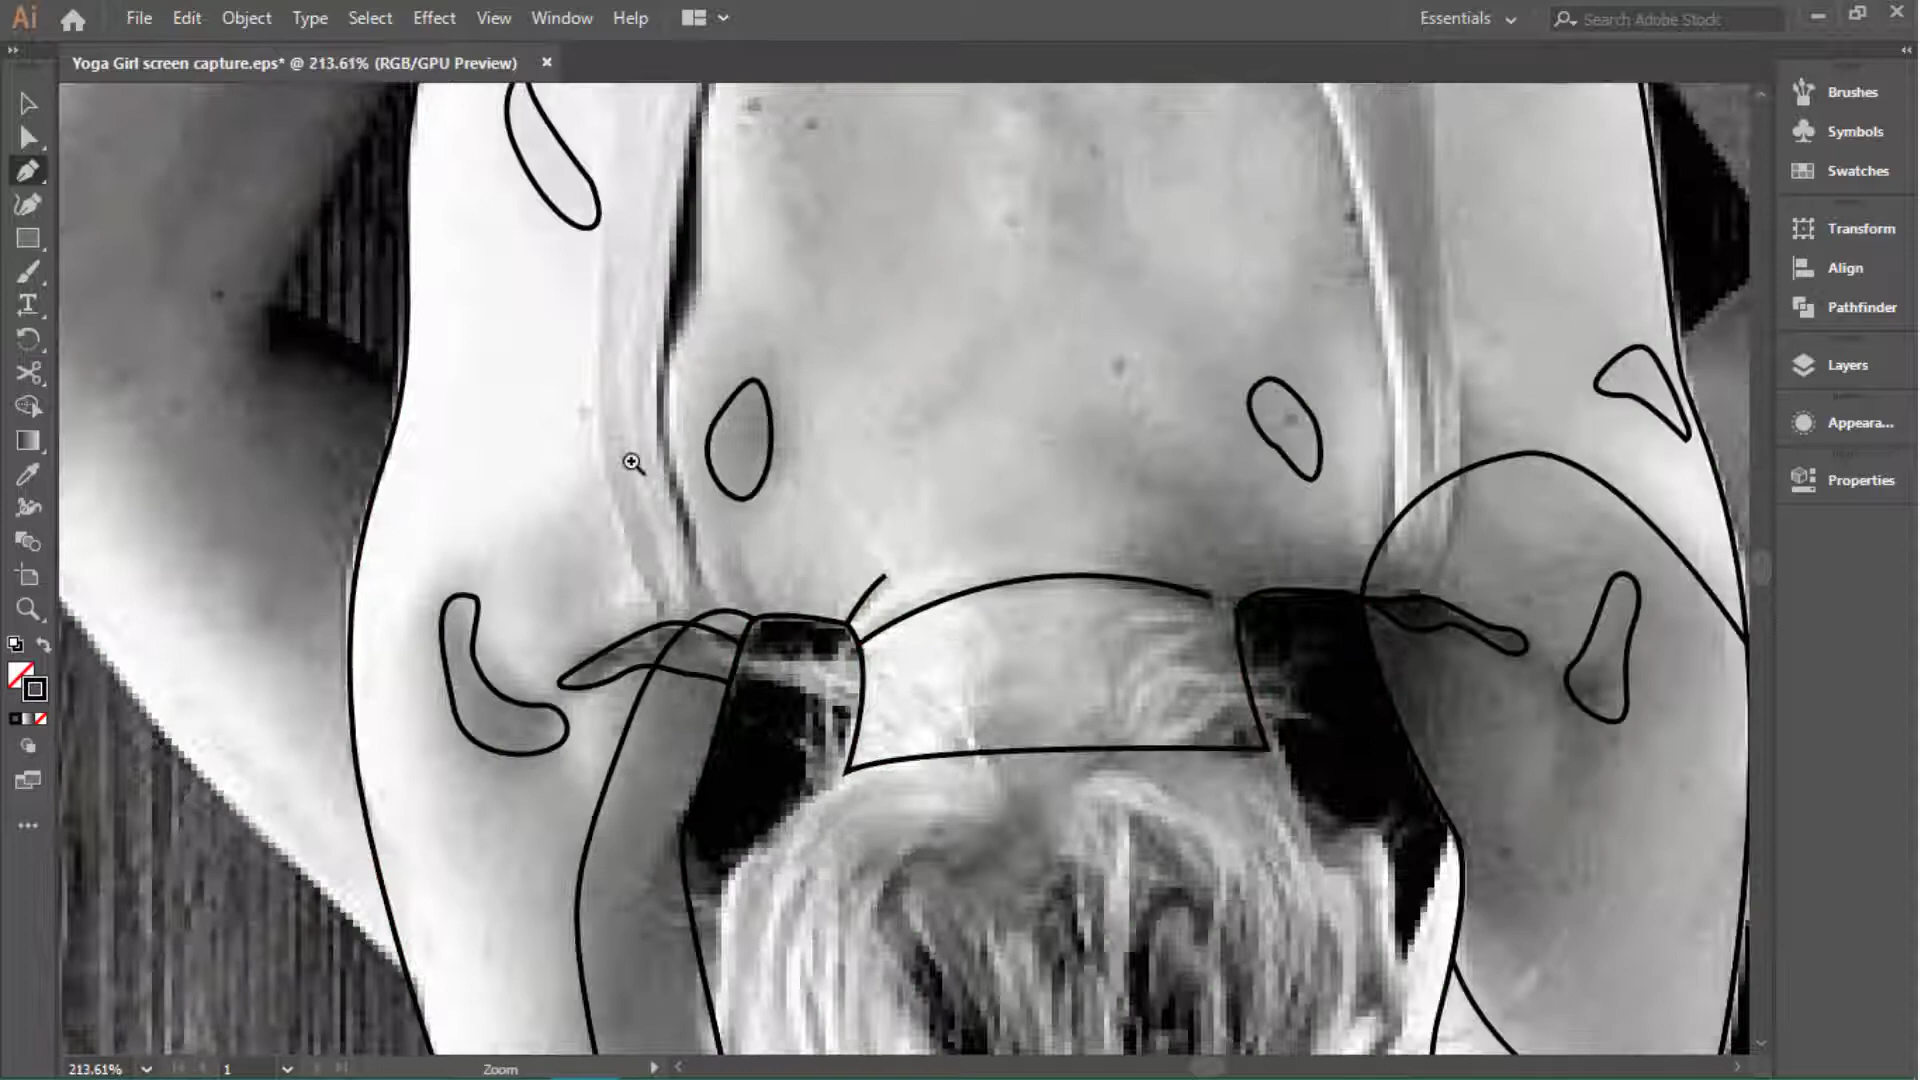 Ai File Edit Object Type Select Effect View Window Help Essentials Search Adobe Stock
Yoga Girl screen capture.eps* @ 213.61% (RGB/GPU Preview) ×
Brushes
Symbols
Swatches
Transform
Align
Pathfinder
Layers
Appeara...
Properties
213.61% 1 Zoom